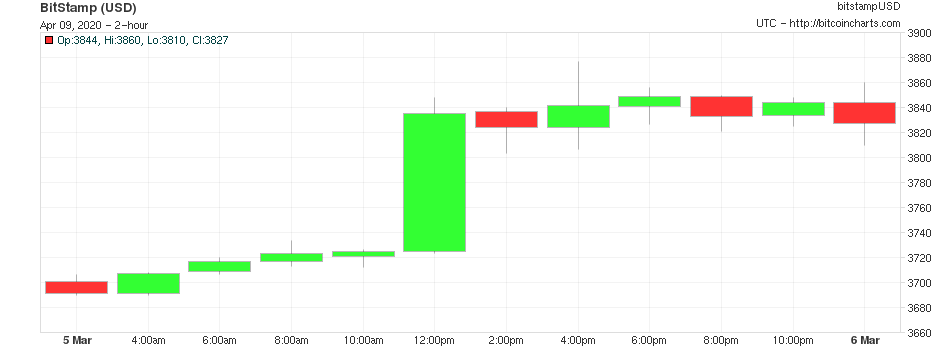 BitStamp (USD)
bitstampUSD
Apr 09, 2020 - 2-hour
UTC - http://bitcoincharts.com
Op:3844, Hi:3860, Lo:3810, Cl:3827
3900
3880
3860
3840
3820
3800
3780
3760
3740
3720
3700
3680
3660
5 Mar 4:00am 6:00am 8:00am 10:00am 12:00pm 2:00pm 4:00pm 6:00pm 8:00pm 10:00pm 6 Mar